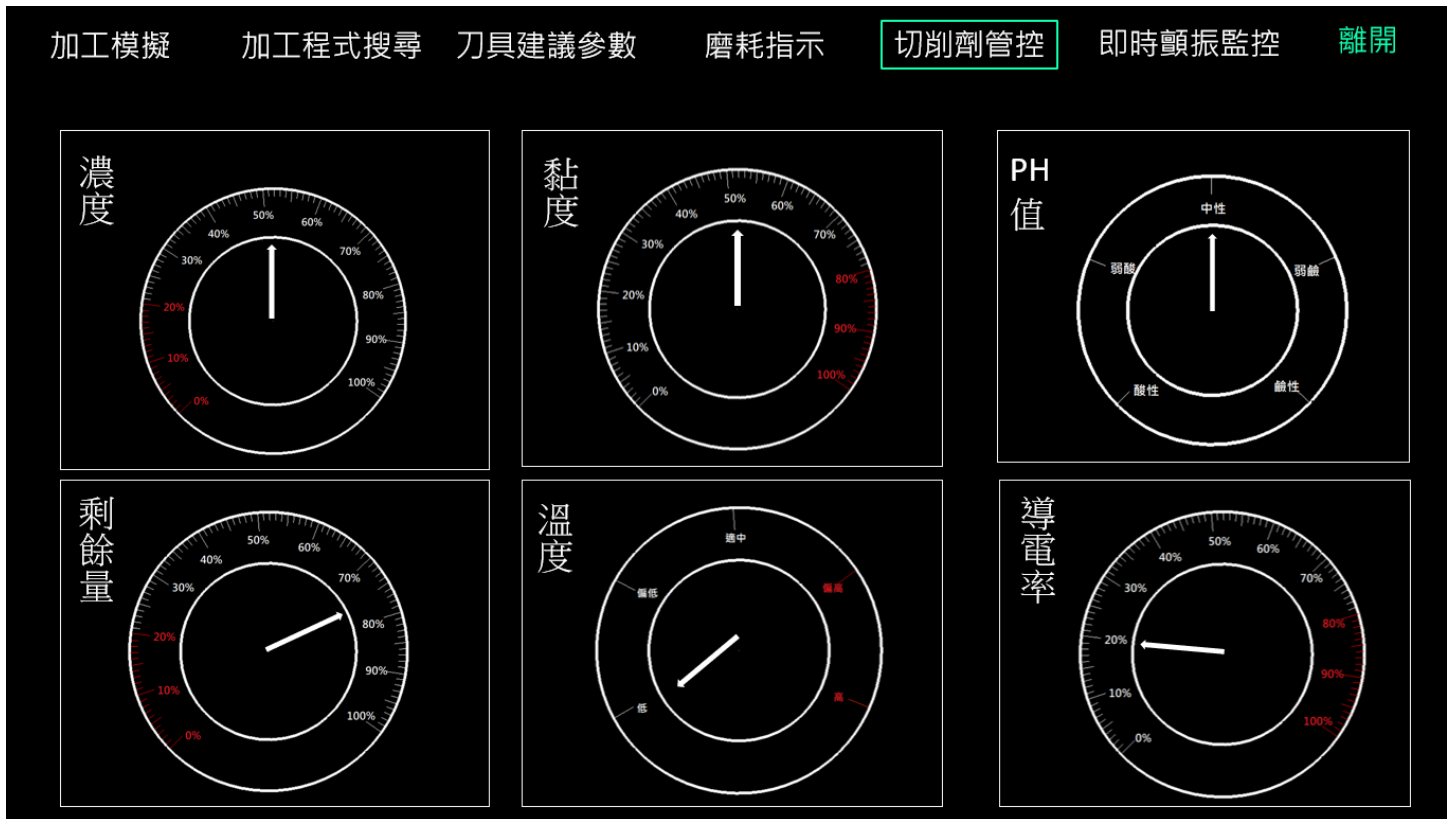 加工模擬 加工程式搜尋 刀具建議參數 磨耗指示 切削劑管控 即時顫振監控 離開
濃度
0%
10%
20%
30%
40%
50%
60%
70%
80%
90%
100%
黏度
0%
10%
20%
30%
40%
50%
60%
70%
80%
90%
100%
PH值
酸性
弱酸
中性
弱鹼
鹼性
剩餘量
0%
10%
20%
30%
40%
50%
60%
70%
80%
90%
100%
溫度
低
偏低
適中
偏高
高
導電率
0%
10%
20%
30%
40%
50%
60%
70%
80%
90%
100%